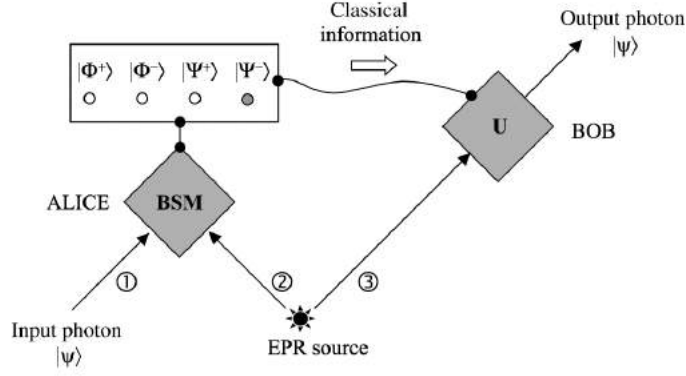 Classical
information
Output photon
|ψ⟩
|Φ⁺⟩ |Φ⁻⟩ |Ψ⁺⟩ |Ψ⁻⟩
U
BOB
ALICE
BSM
① ② ③
Input photon
|ψ⟩
EPR source